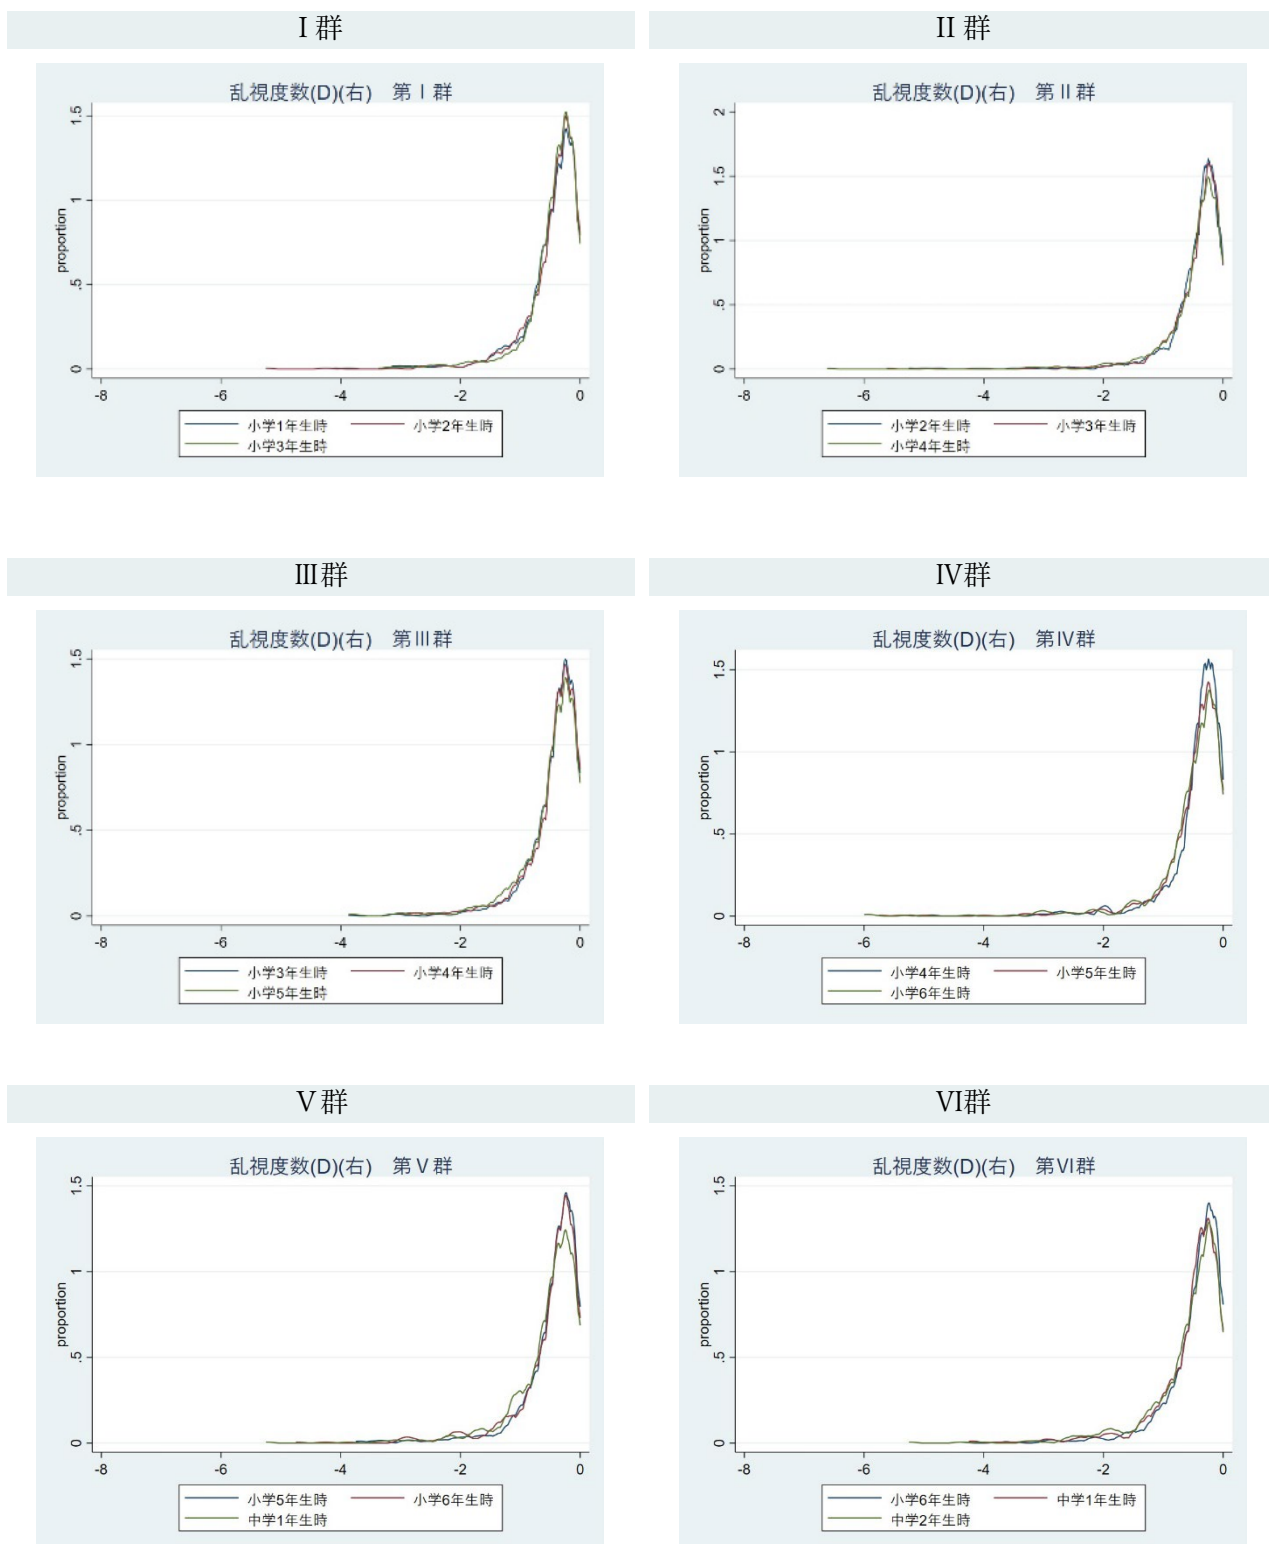 I 群
II 群
乱視度数(D)(右) 第Ⅰ群
proportion
1.5
1
.5
0
-8 -6 -4 -2 0
小学1年生時 小学2年生時
小学3年生時
乱視度数(D)(右) 第Ⅱ群
proportion
2
1.5
1
.5
0
-8 -6 -4 -2 0
小学2年生時 小学3年生時
小学4年生時
Ⅲ群
Ⅳ群
乱視度数(D)(右) 第Ⅲ群
proportion
1.5
1
.5
0
-8 -6 -4 -2 0
小学3年生時 小学4年生時
小学5年生時
乱視度数(D)(右) 第Ⅳ群
proportion
1.5
1
.5
0
-8 -6 -4 -2 0
小学4年生時 小学5年生時
小学6年生時
Ⅴ群
Ⅵ群
乱視度数(D)(右) 第Ⅴ群
proportion
1.5
1
.5
0
-8 -6 -4 -2 0
小学5年生時 小学6年生時
中学1年生時
乱視度数(D)(右) 第Ⅵ群
proportion
1.5
1
.5
0
-8 -6 -4 -2 0
小学6年生時 中学1年生時
中学2年生時